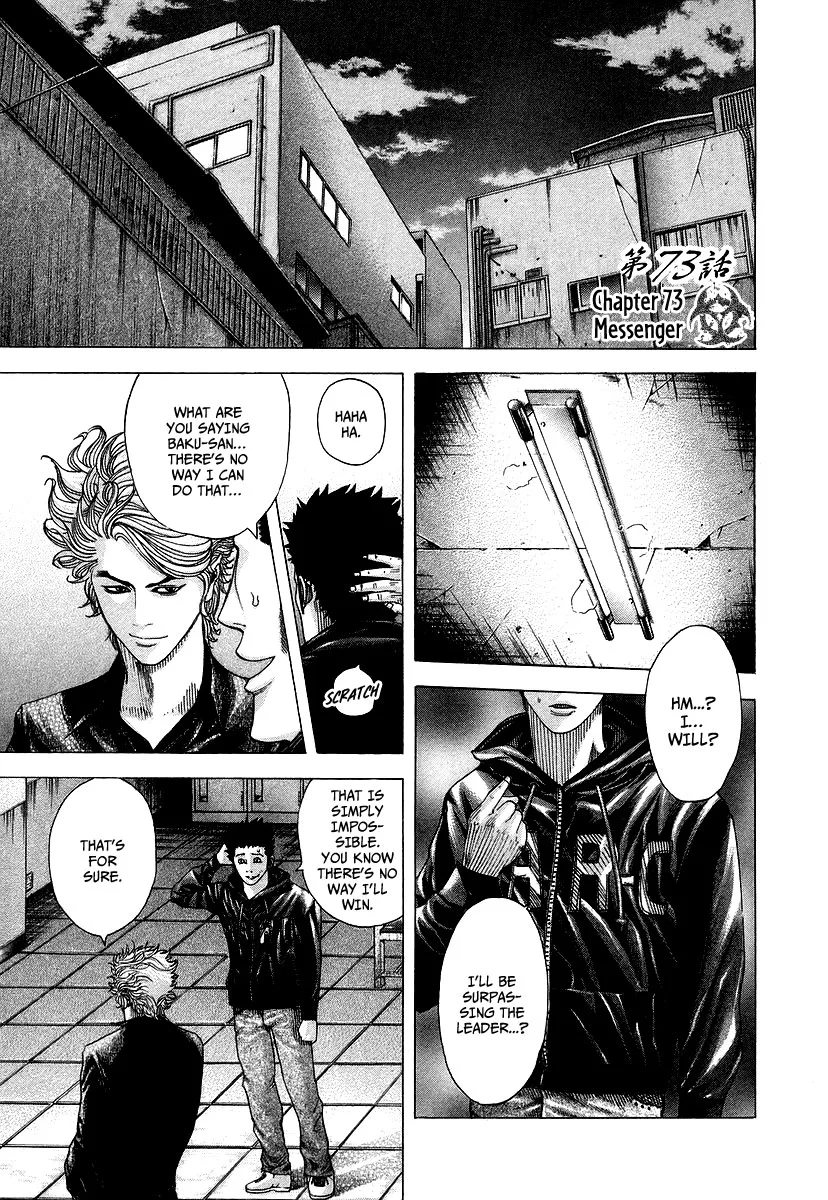 第73話
Chapter 73
Messenger
HM...?
I...
WILL?
I'LL BE
SURPAS-
SING THE
LEADER...?
HAHA
HA.
SCRATCH
WHAT ARE
YOU SAYING
BAKU-SAN...
THERE'S NO
WAY I CAN
DO THAT...
THAT IS
SIMPLY
IMPOS-
SIBLE.
YOU KNOW
THERE'S NO
WAY I'LL
WIN.
THAT'S
FOR
SURE.